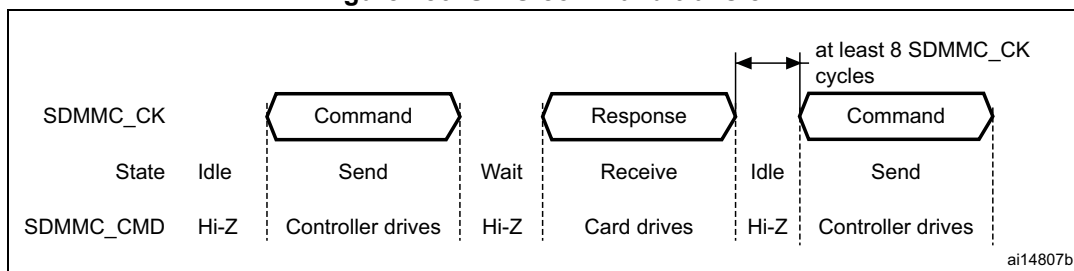 at least 8 SDMMC_CK
cycles
SDMMC_CK Command Response Command
State Idle Send Wait Receive Idle Send
SDMMC_CMD Hi-Z Controller drives Hi-Z Card drives Hi-Z Controller drives
ai14807b